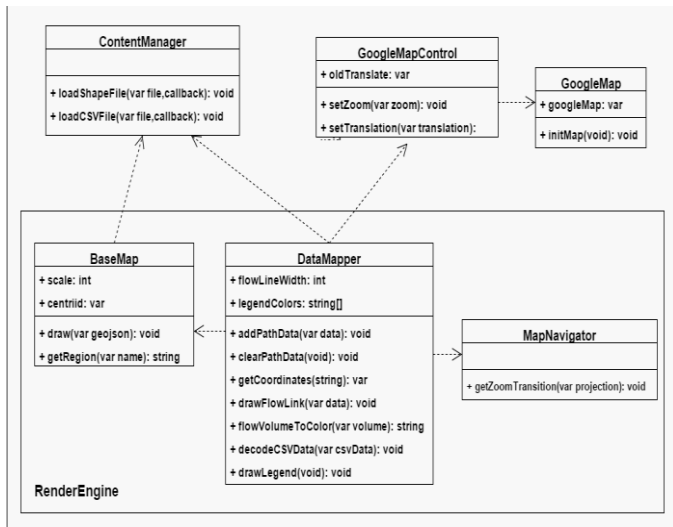 ContentManager
+ loadShapeFile(var file,callback): void
+ loadCSVFile(var file,callback): void
GoogleMapControl
+ oldTranslate: var
+ setZoom(var zoom): void
+ setTranslation(var translation):
GoogleMap
+ googleMap: var
+ initMap(void): void
BaseMap
+ scale: int
+ centriid: var
+ draw(var geojson): void
+ getRegion(var name): string
DataMapper
+ flowLineWidth: int
+ legendColors: string[]
+ addPathData(var data): void
+ clearPathData(void): void
+ getCoordinates(string): var
+ drawFlowLink(var data): void
+ flowVolumeToColor(var volume): string
+ decodeCSVData(var csvData): void
+ drawLegend(void): void
MapNavigator
+ getZoomTransition(var projection): void
RenderEngine